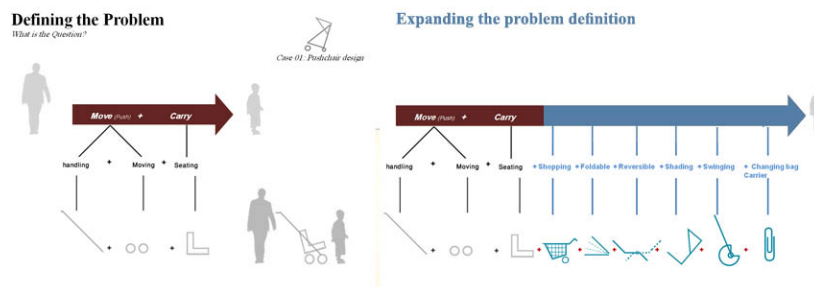 Defining the Problem
What is the Question?
Case 01: Pushchair design
Move (Push) + Carry
handling + Moving + Seating
+ +
Expanding the problem definition
Move (Push) + Carry
handling + Moving + Seating + Shopping + Foldable + Reversible + Shading + Swinging + Changing bag
Carrier
+ + + + + + + +